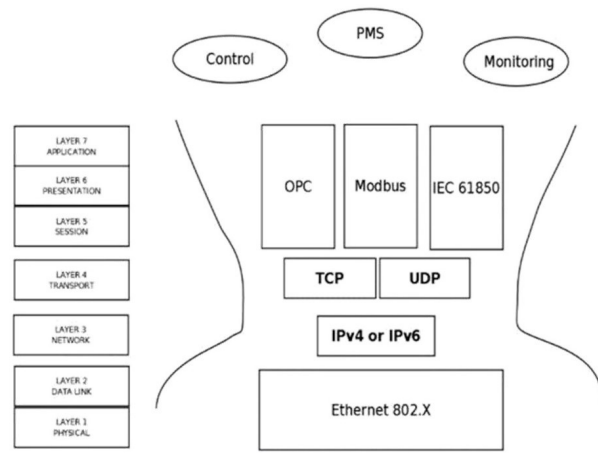 PMS
Control
Monitoring
LAYER 7
APPLICATION
LAYER 6
PRESENTATION
LAYER 5
SESSION
OPC
Modbus
IEC 61850
LAYER 4
TRANSPORT
TCP
UDP
LAYER 3
NETWORK
IPv4 or IPv6
LAYER 2
DATA LINK
LAYER 1
PHYSICAL
Ethernet 802.X